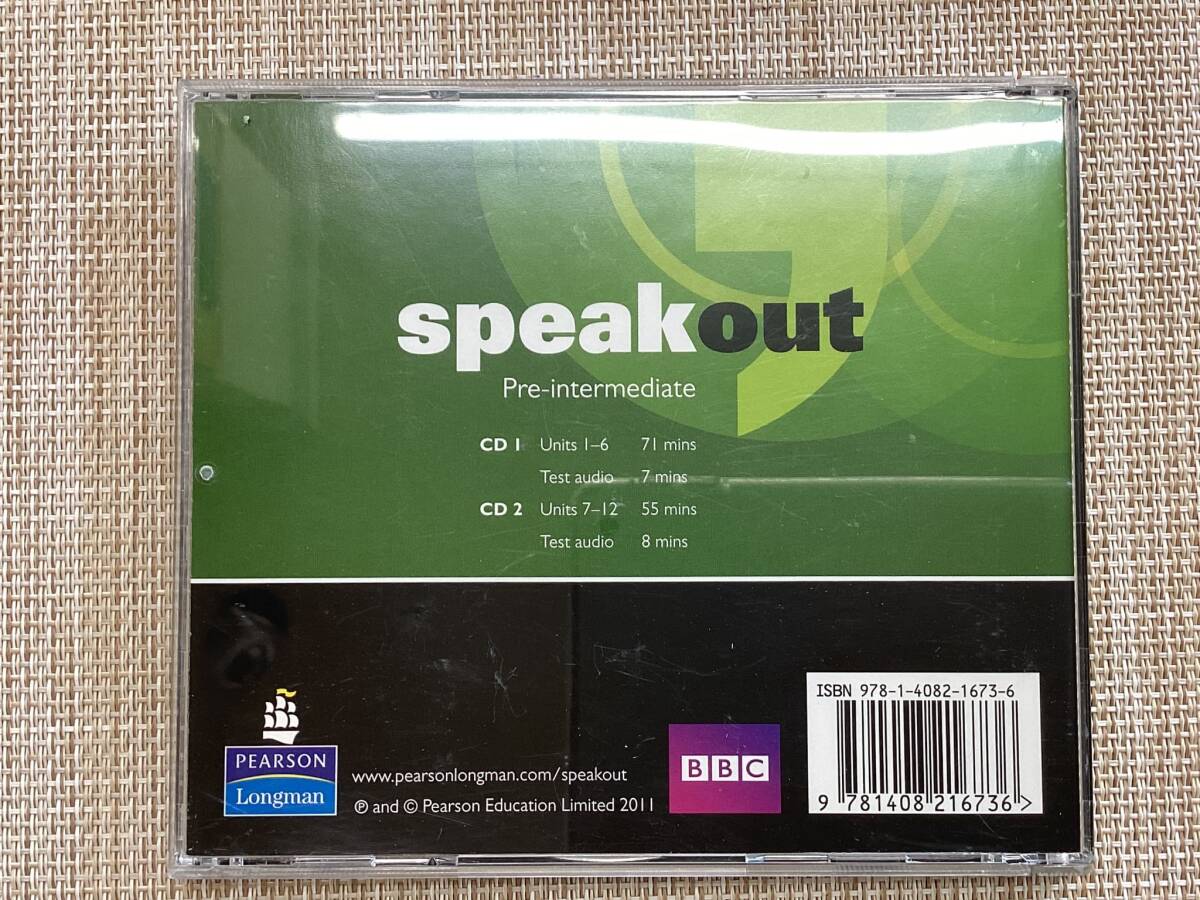 speakout
Pre-intermediate
CD 1 Units 1–6 71 mins
Test audio 7 mins
CD 2 Units 7–12 55 mins
Test audio 8 mins
ISBN 978-1-4082-1673-6
PEARSON
Longman
www.pearsonlongman.com/speakout
℗ and © Pearson Education Limited 2011
BBC
9 781408 216736 >